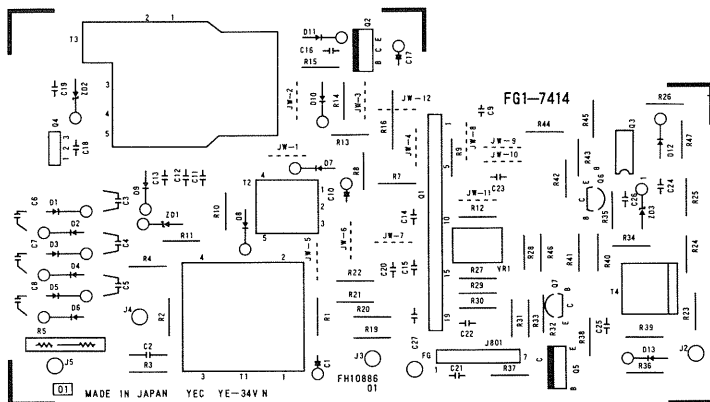 2 1
T3
D11
Q2
E
C
B
C16
R15
C17
C19
ZD2
3
4
5
JW-2
D10
R14
JW-3
JW-12
FG1-7414
R26
Q4
1 2 3
C18
R16
C9
R44
R45
Q3
R47
D12
JW-1
R13
JW-4
1
R9
JW-8
JW-9
JW-10
R43
D9
C13
C12
C11
D7
R8
5
C23
R42
Q6
E
C
B
T2
4
1
2
3
5
C10
R7
Q1
JW-11
R12
R35
C26
1
ZD3
C24
R25
C6
D1
C3
ZD1
R10
D8
C14
D2
R11
JW-5
JW-6
JW-7
C7
D3
C4
R34
D4
R4
4
1
R22
C20
C15
15
R27
VR1
R28
R46
R41
R40
R24
C8
D5
C5
R21
R29
T4
D6
J4
R2
R1
R20
R30
Q7
B
C
E
R23
R5
R19
19
C22
R31
R33
R32
C25
J5
C2
R3
C1
J3
C27
FG
J801
1
7
C
E
B
Q5
R38
R39
D13
R36
J2
3
T1
2
FH10886
01
C21
R37
01
MADE IN JAPAN YEC YE-34V N